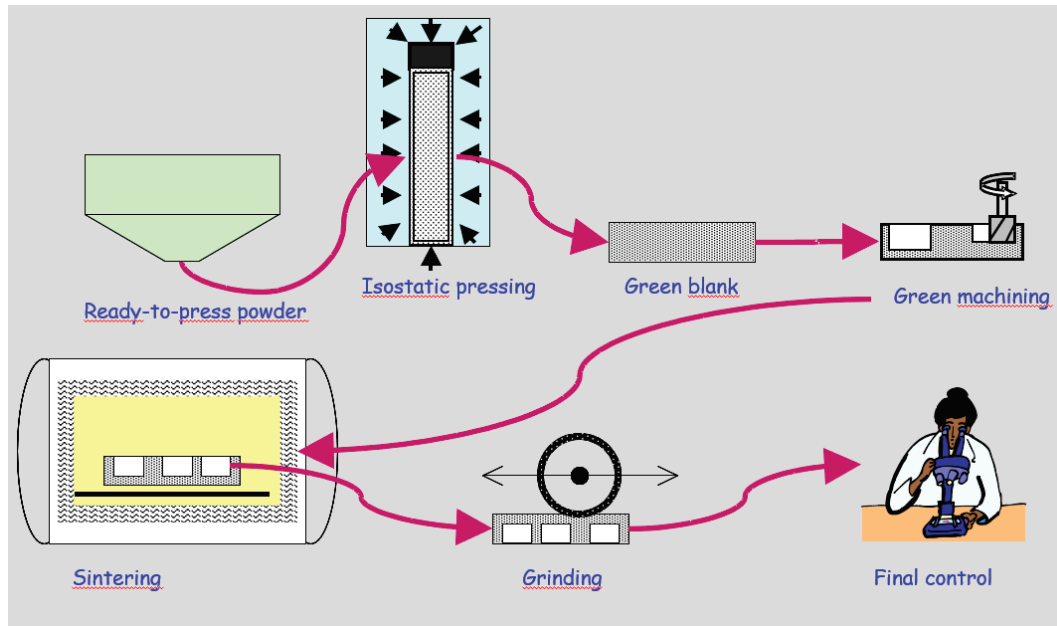 Isostatic pressing
Green blank
Green machining
Ready-to-press powder
Sintering
Grinding
Final control